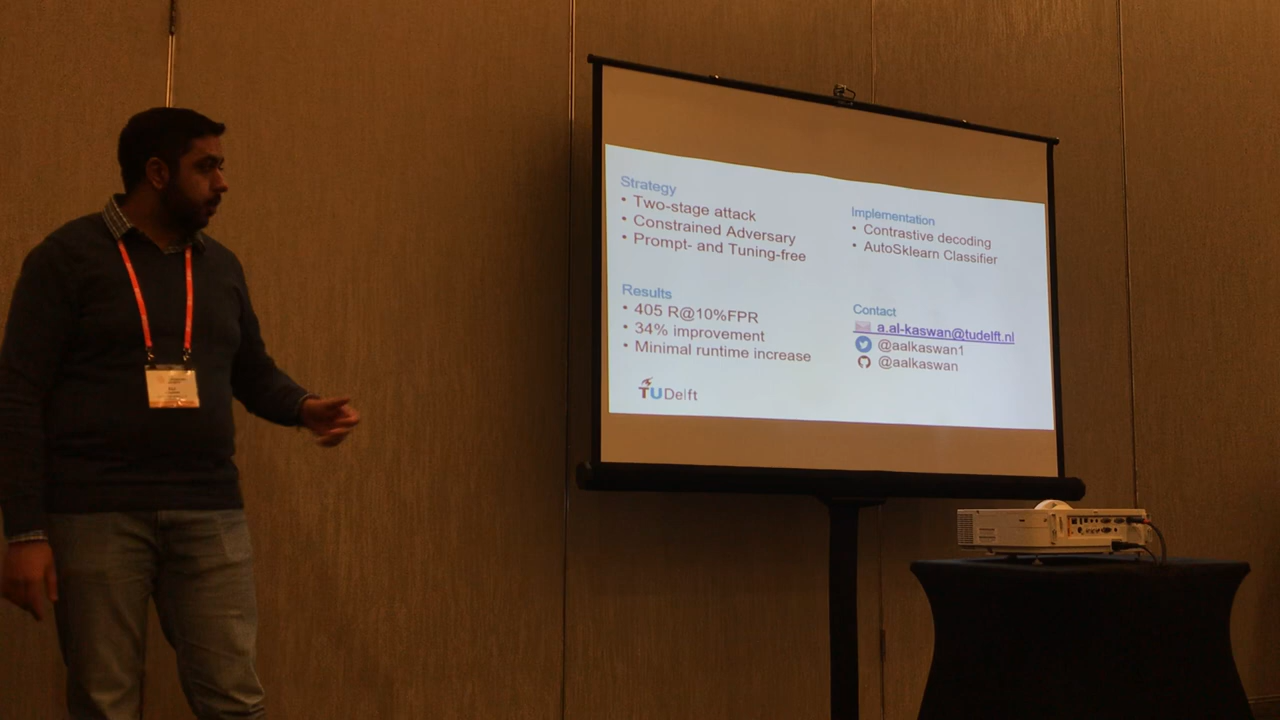 Strategy
• Two-stage attack
• Constrained Adversary
• Prompt- and Tuning-free
Implementation
• Contrastive decoding
• AutoSklearn Classifier
Results
• 405 R@10%FPR
• 34% improvement
• Minimal runtime increase
Contact
a.al-kaswan@tudelft.nl
@aalkaswan1
@aalkaswan
TUDelft